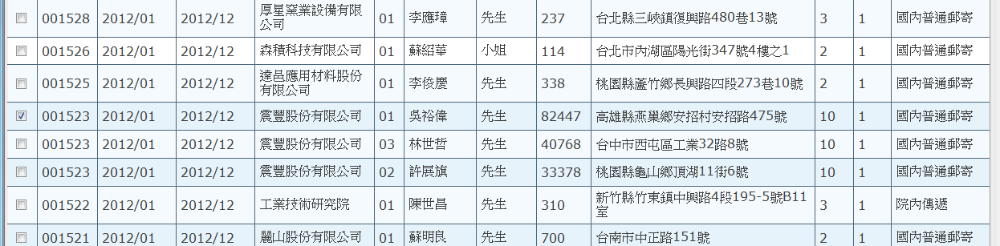 001528 2012/01 2012/12 厚星窯業設備有限公司 01 李應璋 先生 237 台北縣三峽鎮復興路480巷13號 3 1 國內普通郵寄
001526 2012/01 2012/12 森積科技有限公司 01 蘇紹華 小姐 114 台北市內湖區陽光街347號4樓之1 2 1 國內普通郵寄
001525 2012/01 2012/12 達邑應用材料股份有限公司 01 李俊慶 先生 338 桃園縣蘆竹鄉長興路四段273巷10號 2 1 國內普通郵寄
001523 2012/01 2012/12 震豐股份有限公司 01 吳裕偉 先生 82447 高雄縣燕巢鄉安招村安招路475號 10 1 國內普通郵寄
001523 2012/01 2012/12 震豐股份有限公司 03 林世哲 先生 40768 台中市西屯區工業32路8號 10 1 國內普通郵寄
001523 2012/01 2012/12 震豐股份有限公司 02 許展旗 先生 33378 桃園縣龜山鄉頂湖11街6號 10 1 國內普通郵寄
001522 2012/01 2012/12 工業技術研究院 01 陳世昌 先生 310 新竹縣竹東鎮中興路4段195-5號B11室 3 1 院內傳遞
001521 2012/01 2012/12 麗山股份有限公司 01 蘇明良 先生 700 台南市中正路151號 2 1 國內普通郵寄